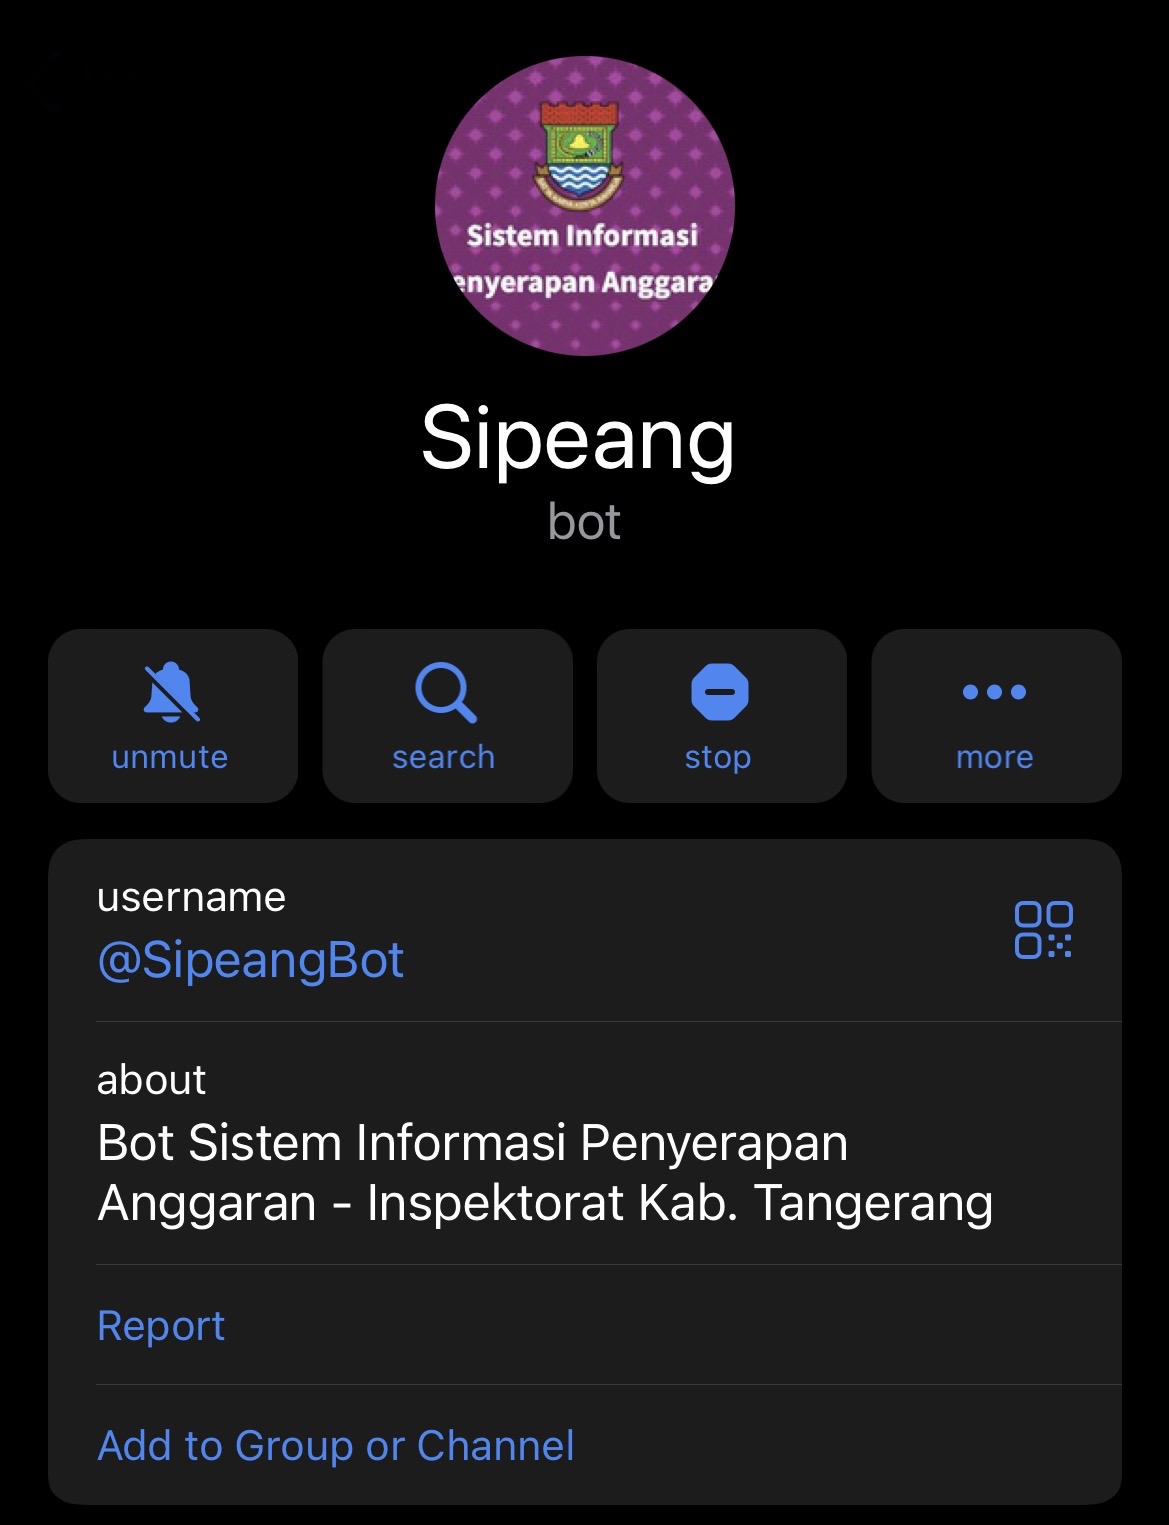 Sistem Informasi
enyerapan Anggara
Sipeang
bot
unmute
search
stop
more
username
@SipeangBot
about
Bot Sistem Informasi Penyerapan
Anggaran - Inspektorat Kab. Tangerang
Report
Add to Group or Channel